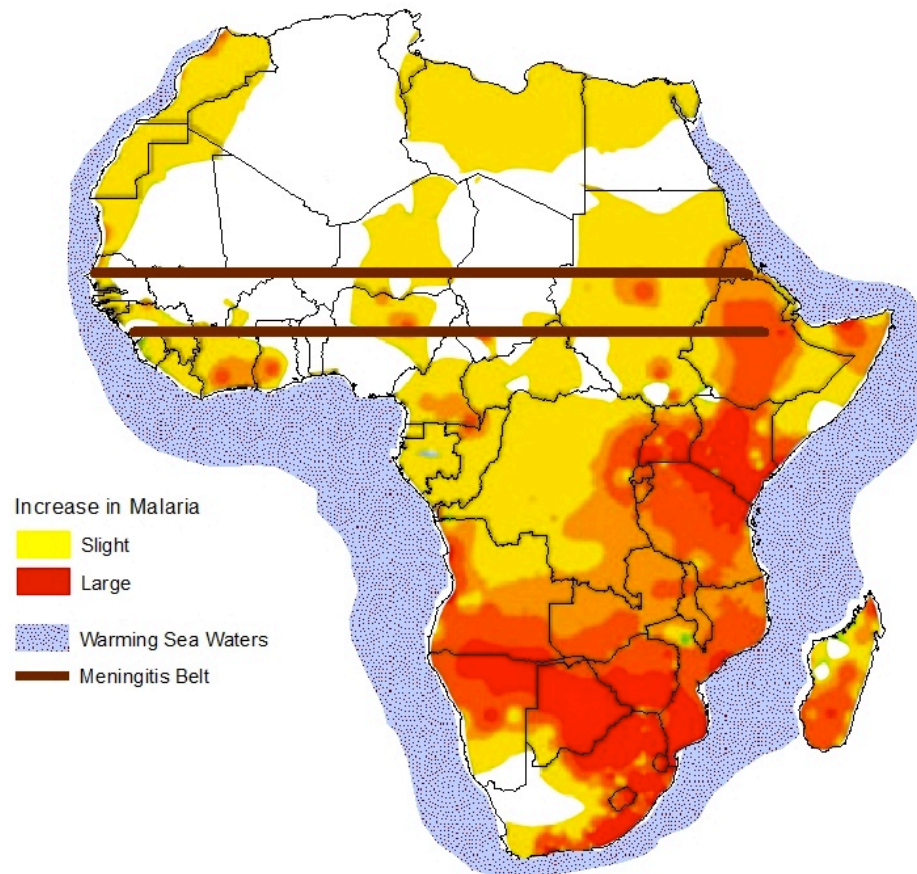 Increase in Malaria
Slight
Large
Warming Sea Waters
Meningitis Belt